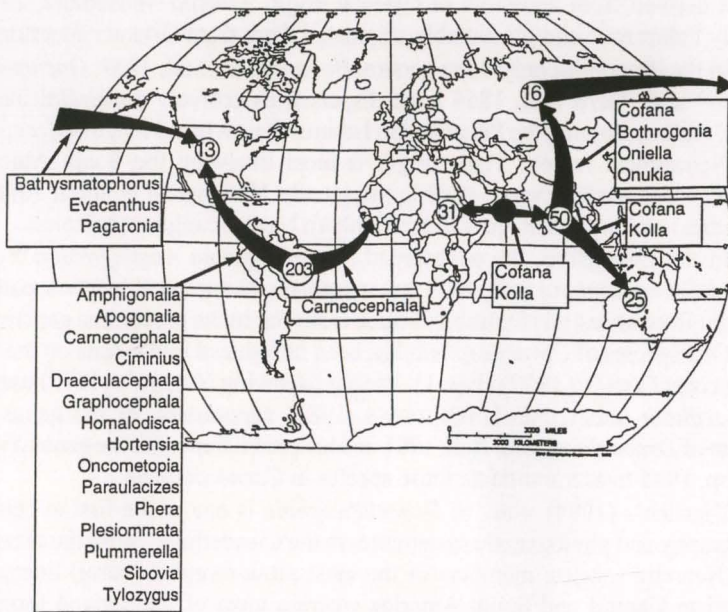 16
Cofana
Bothrogonia
Oniella
Onukia
13
Bathysmatophorus
Evacanthus
Pagaronia
31
50
Cofana
Kolla
203
Cofana
Kolla
25
Carneocephala
Amphigonalia
Apogonalia
Carneocephala
Ciminius
Draeculacephala
Graphocephala
Homalodisca
Hortensia
Oncometopia
Paraulacizes
Phera
Plesiommata
Plummerella
Sibovia
Tylozygus
3000 MILES
3000 KILOMETERS